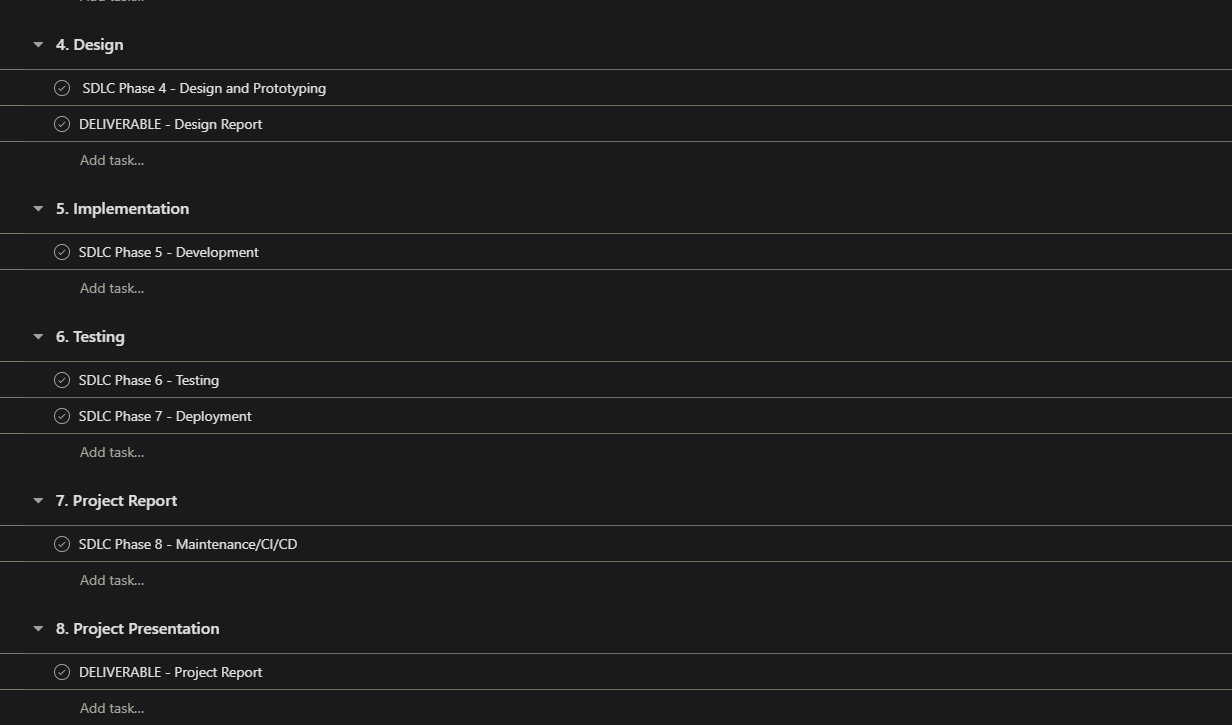 Add task...
4. Design
SDLC Phase 4 - Design and Prototyping
DELIVERABLE - Design Report
Add task...
5. Implementation
SDLC Phase 5 - Development
Add task...
6. Testing
SDLC Phase 6 - Testing
SDLC Phase 7 - Deployment
Add task...
7. Project Report
SDLC Phase 8 - Maintenance/CI/CD
Add task...
8. Project Presentation
DELIVERABLE - Project Report
Add task...